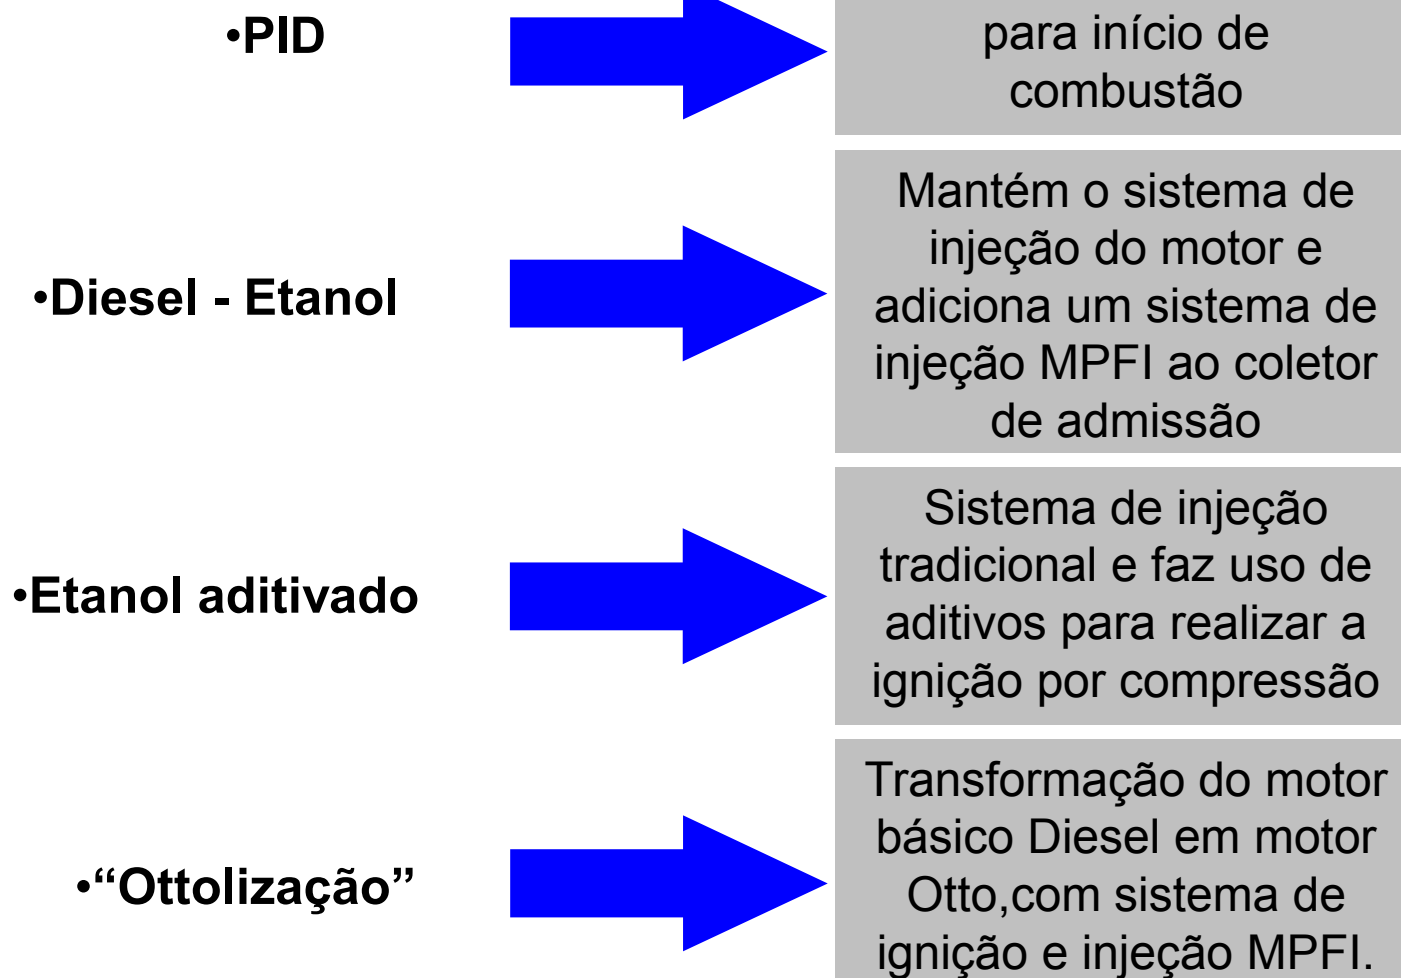 •PID
para início de
combustão
•Diesel - Etanol
Mantém o sistema de
injeção do motor e
adiciona um sistema de
injeção MPFI ao coletor
de admissão
•Etanol aditivado
Sistema de injeção
tradicional e faz uso de
aditivos para realizar a
ignição por compressão
•“Ottolização”
Transformação do motor
básico Diesel em motor
Otto,com sistema de
ignição e injeção MPFI.